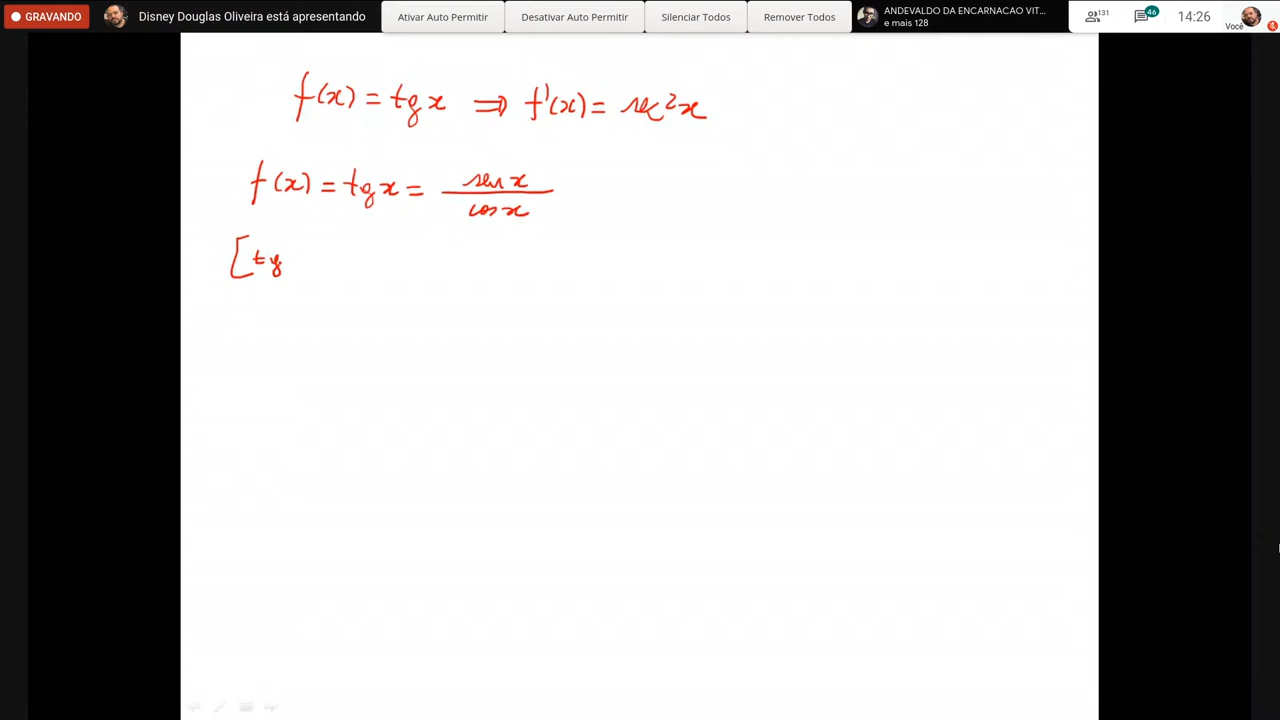 GRAVANDO Disney Douglas Oliveira está apresentando Ativar Auto Permitir Desativar Auto Permitir Silenciar Todos Remover Todos ANDEVALDO DA ENCARNACAO VIT... 131 46 14:26
e mais 128 Você
f(x) = tg x ⇒ f'(x) = sec²x
f(x) = tg x = sen x
cos x
[tg